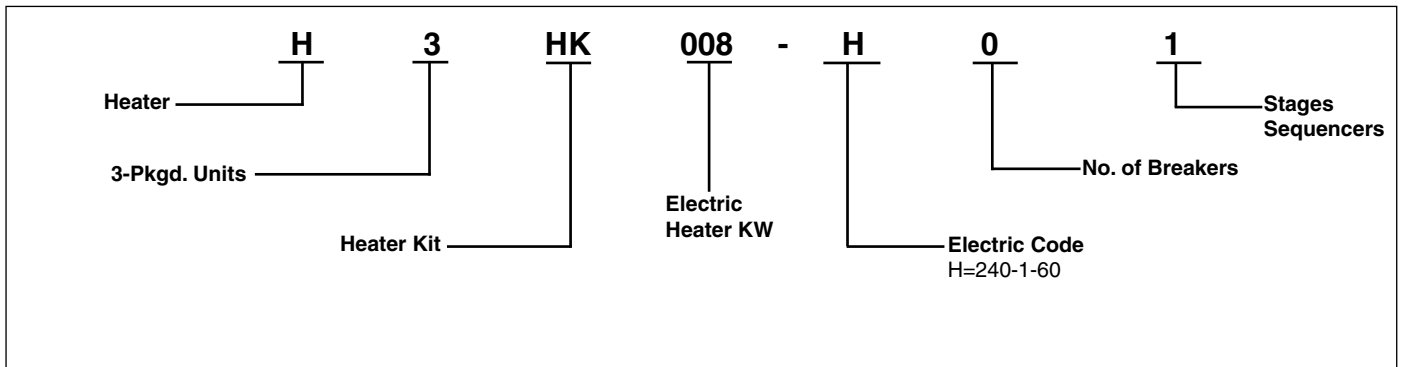 H 3 HK 008 - H 0 1
Heater
Stages
Sequencers
3-Pkgd. Units
No. of Breakers
Electric
Heater KW
Heater Kit
Electric Code
H=240-1-60